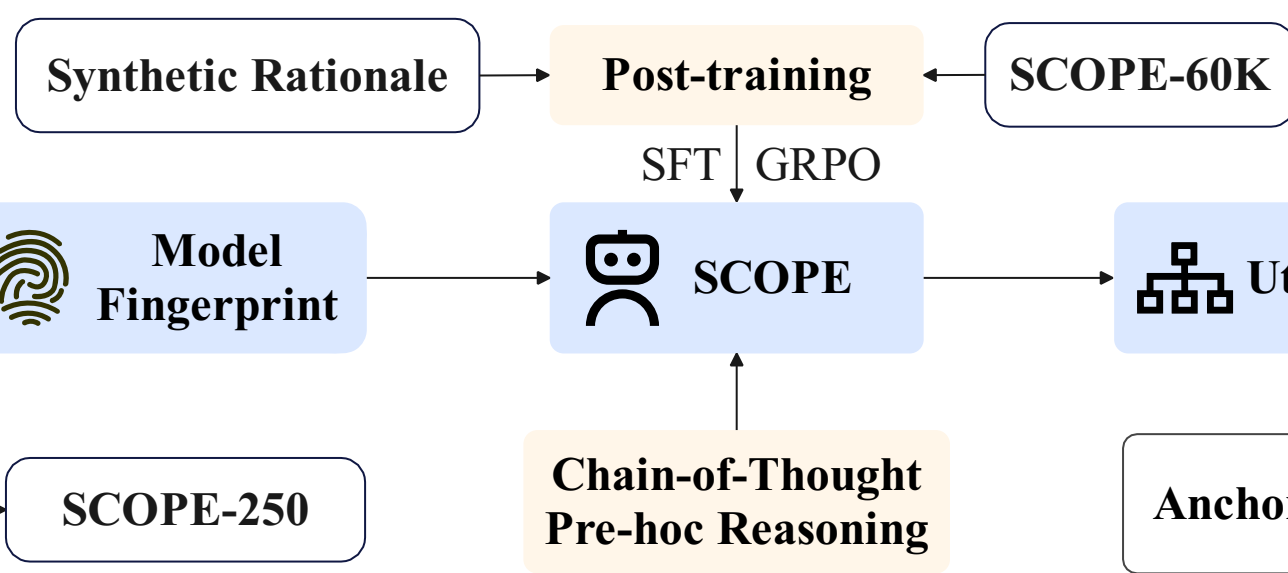 Synthetic Rationale
Post-training
SCOPE-60K
SFT
GRPO
Model
Fingerprint
SCOPE
SCOPE-250
Chain-of-Thought
Pre-hoc Reasoning